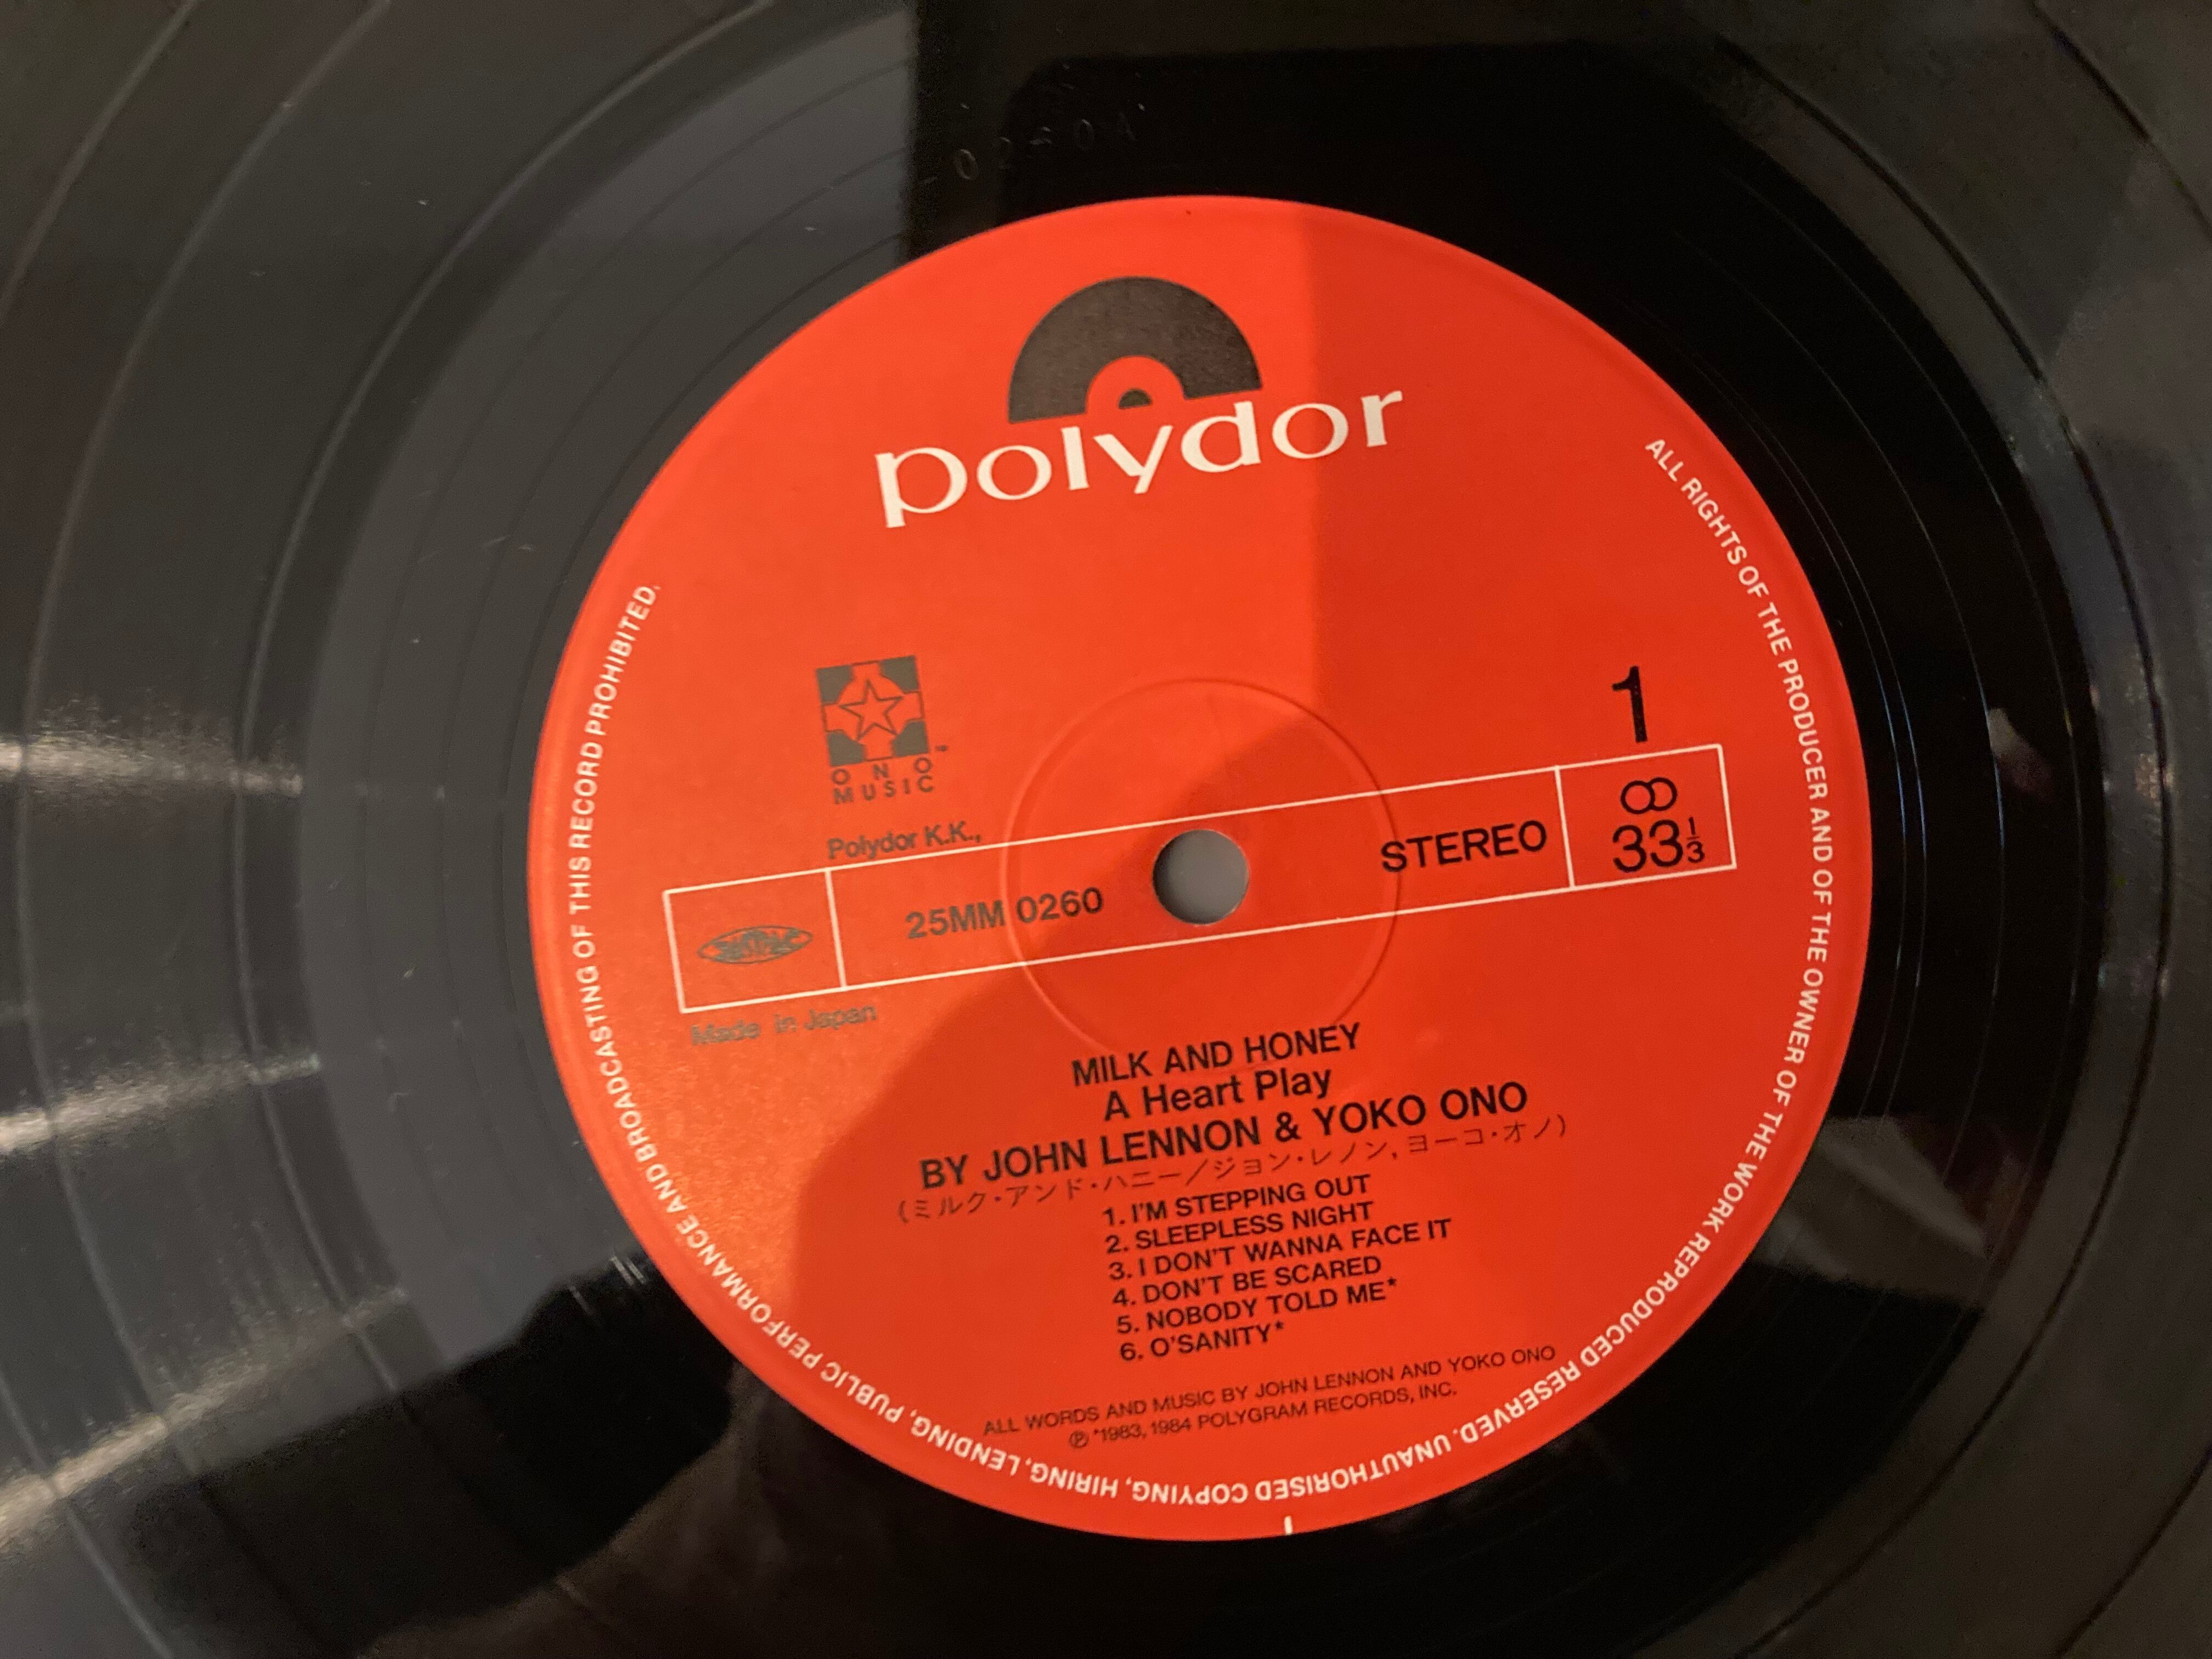 polydor
ONO
MUSIC
™
1
Polydor K.K.,
25MM 0260
STEREO
33 1/3
Made in Japan
MILK AND HONEY
A Heart Play
BY JOHN LENNON & YOKO ONO
(ミルク・アンド・ハニー/ジョン・レノン, ヨーコ・オノ)
1. I'M STEPPING OUT
2. SLEEPLESS NIGHT
3. I DON'T WANNA FACE IT
4. DON'T BE SCARED
5. NOBODY TOLD ME*
6. O'SANITY*
ALL WORDS AND MUSIC BY JOHN LENNON AND YOKO ONO
℗ *1983, 1984 POLYGRAM RECORDS, INC.
ALL RIGHTS OF THE PRODUCER AND OF THE OWNER OF THE WORK REPRODUCED RESERVED. UNAUTHORISED COPYING, HIRING, LENDING, PUBLIC PERFORMANCE AND BROADCASTING OF THIS RECORD PROHIBITED.